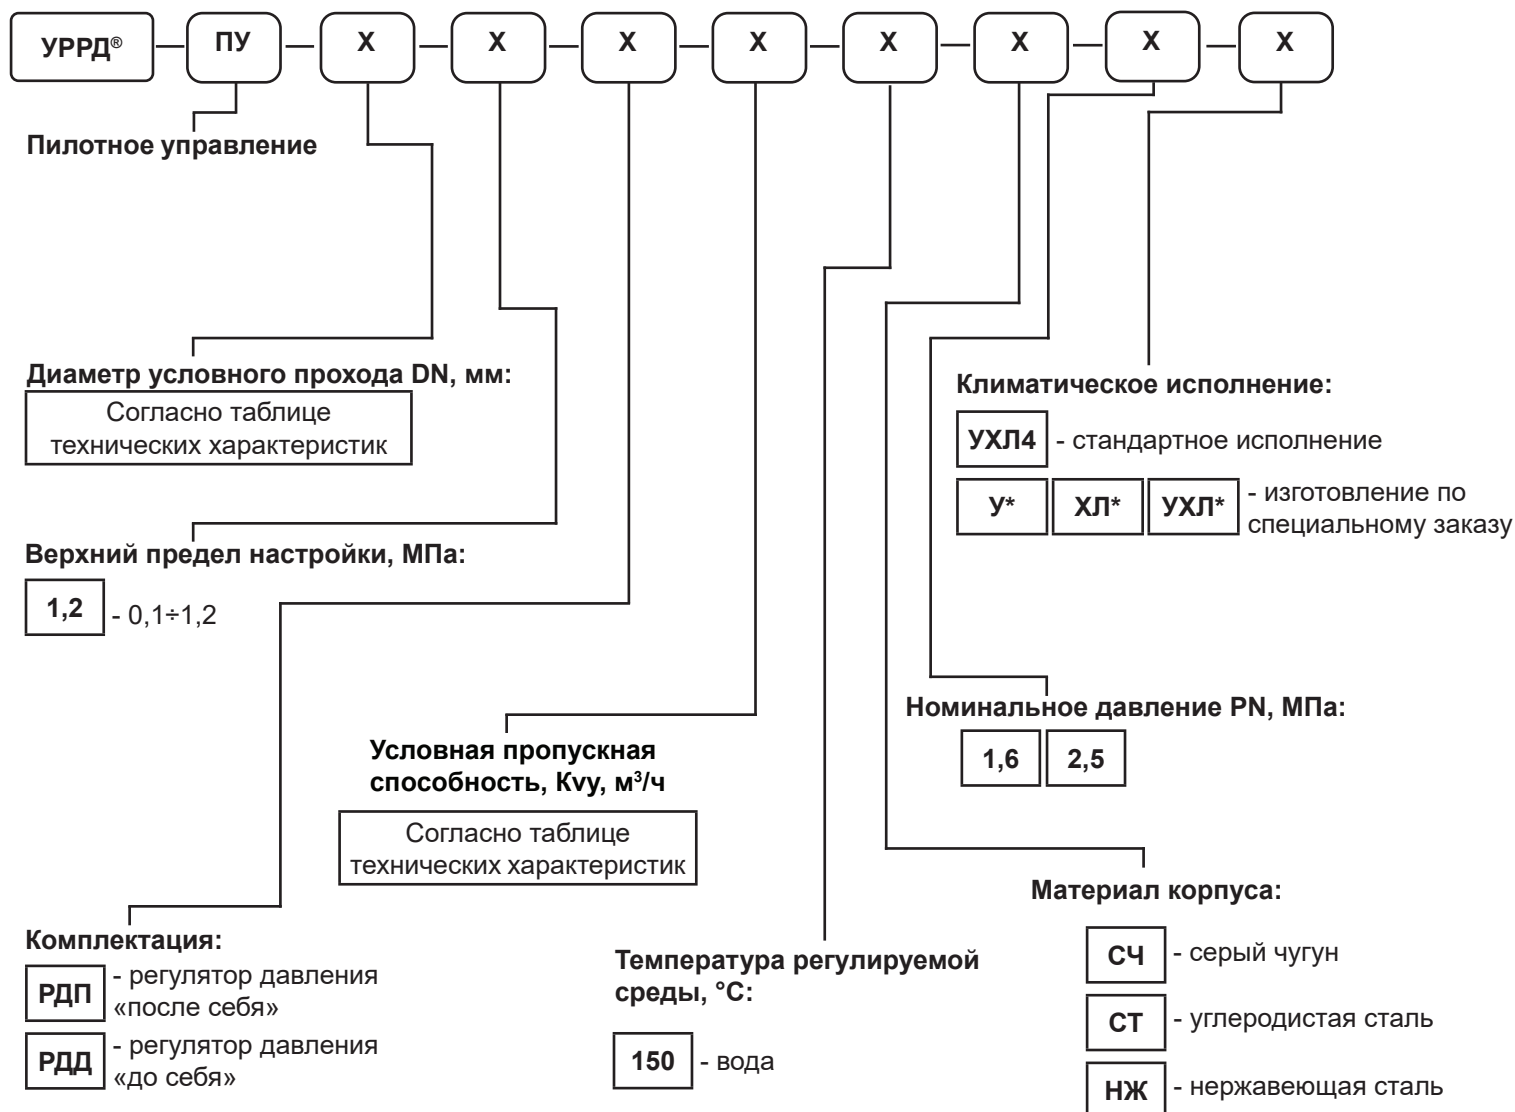 УРРД® ПУ Х Х Х Х Х Х Х Х
Пилотное управление
Диаметр условного прохода DN, мм:
Согласно таблице
технических характеристик
Климатическое исполнение:
УХЛ4 - стандартное исполнение
У* ХЛ* УХЛ* - изготовление по
специальному заказу
Верхний предел настройки, МПа:
1,2 - 0,1÷1,2
Номинальное давление PN, МПа:
1,6 2,5
Условная пропускная
способность, Kvy, м³/ч
Согласно таблице
технических характеристик
Материал корпуса:
СЧ - серый чугун
СТ - углеродистая сталь
НЖ - нержавеющая сталь
Комплектация:
РДП - регулятор давления
«после себя»
РДД - регулятор давления
«до себя»
Температура регулируемой
среды, °С:
150 - вода